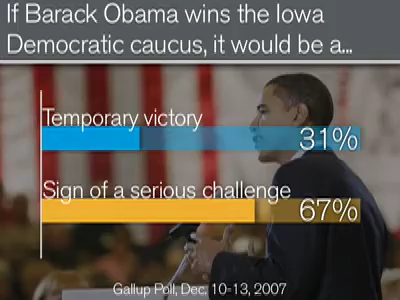 If Barack Obama wins the Iowa
Democratic caucus, it would be a...
Temporary victory
31%
Sign of a serious challenge
67%
Gallup Poll, Dec. 10-13, 2007